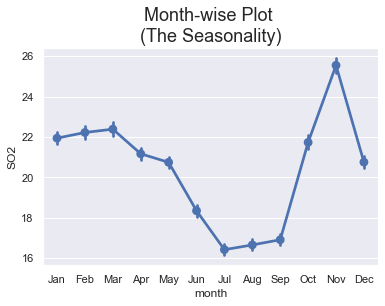 Month-wise Plot
(The Seasonality)
26
24
22
20
18
16
SO2
Jan Feb Mar Apr May Jun Jul Aug Sep Oct Nov Dec
month